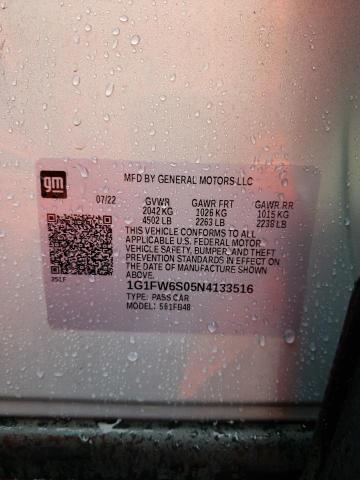 gm
MFD BY GENERAL MOTORS LLC
07/22 GVWR GAWR FRT GAWR RR
2042 KG 1026 KG 1015 KG
4502 LB 2263 LB 2238 LB
THIS VEHICLE CONFORMS TO ALL
APPLICABLE U.S. FEDERAL MOTOR
VEHICLE SAFETY, BUMPER, AND THEFT
PREVENTION STANDARDS IN EFFECT ON
THE DATE OF MANUFACTURE SHOWN
ABOVE.
1G1FW6S05N4133516
TYPE: PASS CAR
MODEL: